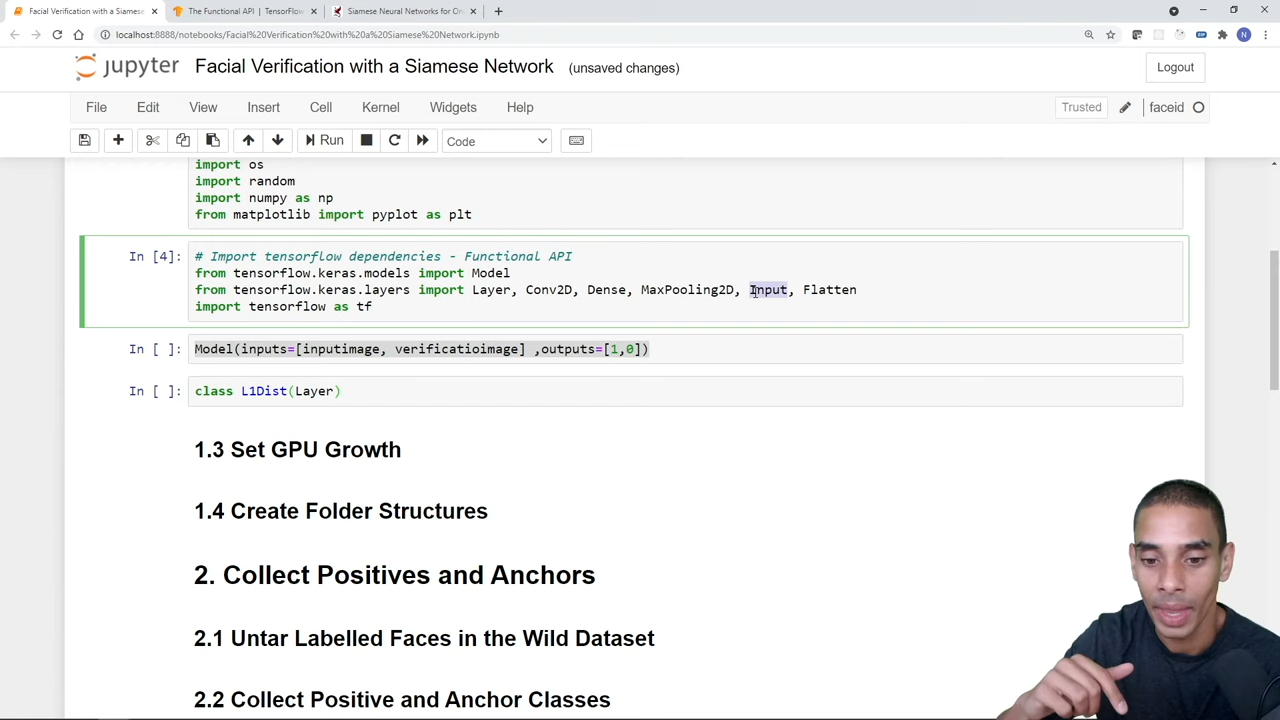 Facial Verification with a Siamese
The Functional API | TensorFlow
Siamese Neural Networks for On
localhost:8888/notebooks/Facial%20Verification%20with%20a%20Siamese%20Network.ipynb
N
jupyter Facial Verification with a Siamese Network (unsaved changes)
Logout
File Edit View Insert Cell Kernel Widgets Help
Trusted
faceid
Run
Code
import os
import random
import numpy as np
from matplotlib import pyplot as plt
In [4]:
# Import tensorflow dependencies - Functional API
from tensorflow.keras.models import Model
from tensorflow.keras.layers import Layer, Conv2D, Dense, MaxPooling2D, Input, Flatten
import tensorflow as tf
In [ ]: Model(inputs=[inputimage, verificatioimage] ,outputs=[1,0])
In [ ]: class L1Dist(Layer)
1.3 Set GPU Growth
1.4 Create Folder Structures
2. Collect Positives and Anchors
2.1 Untar Labelled Faces in the Wild Dataset
2.2 Collect Positive and Anchor Classes